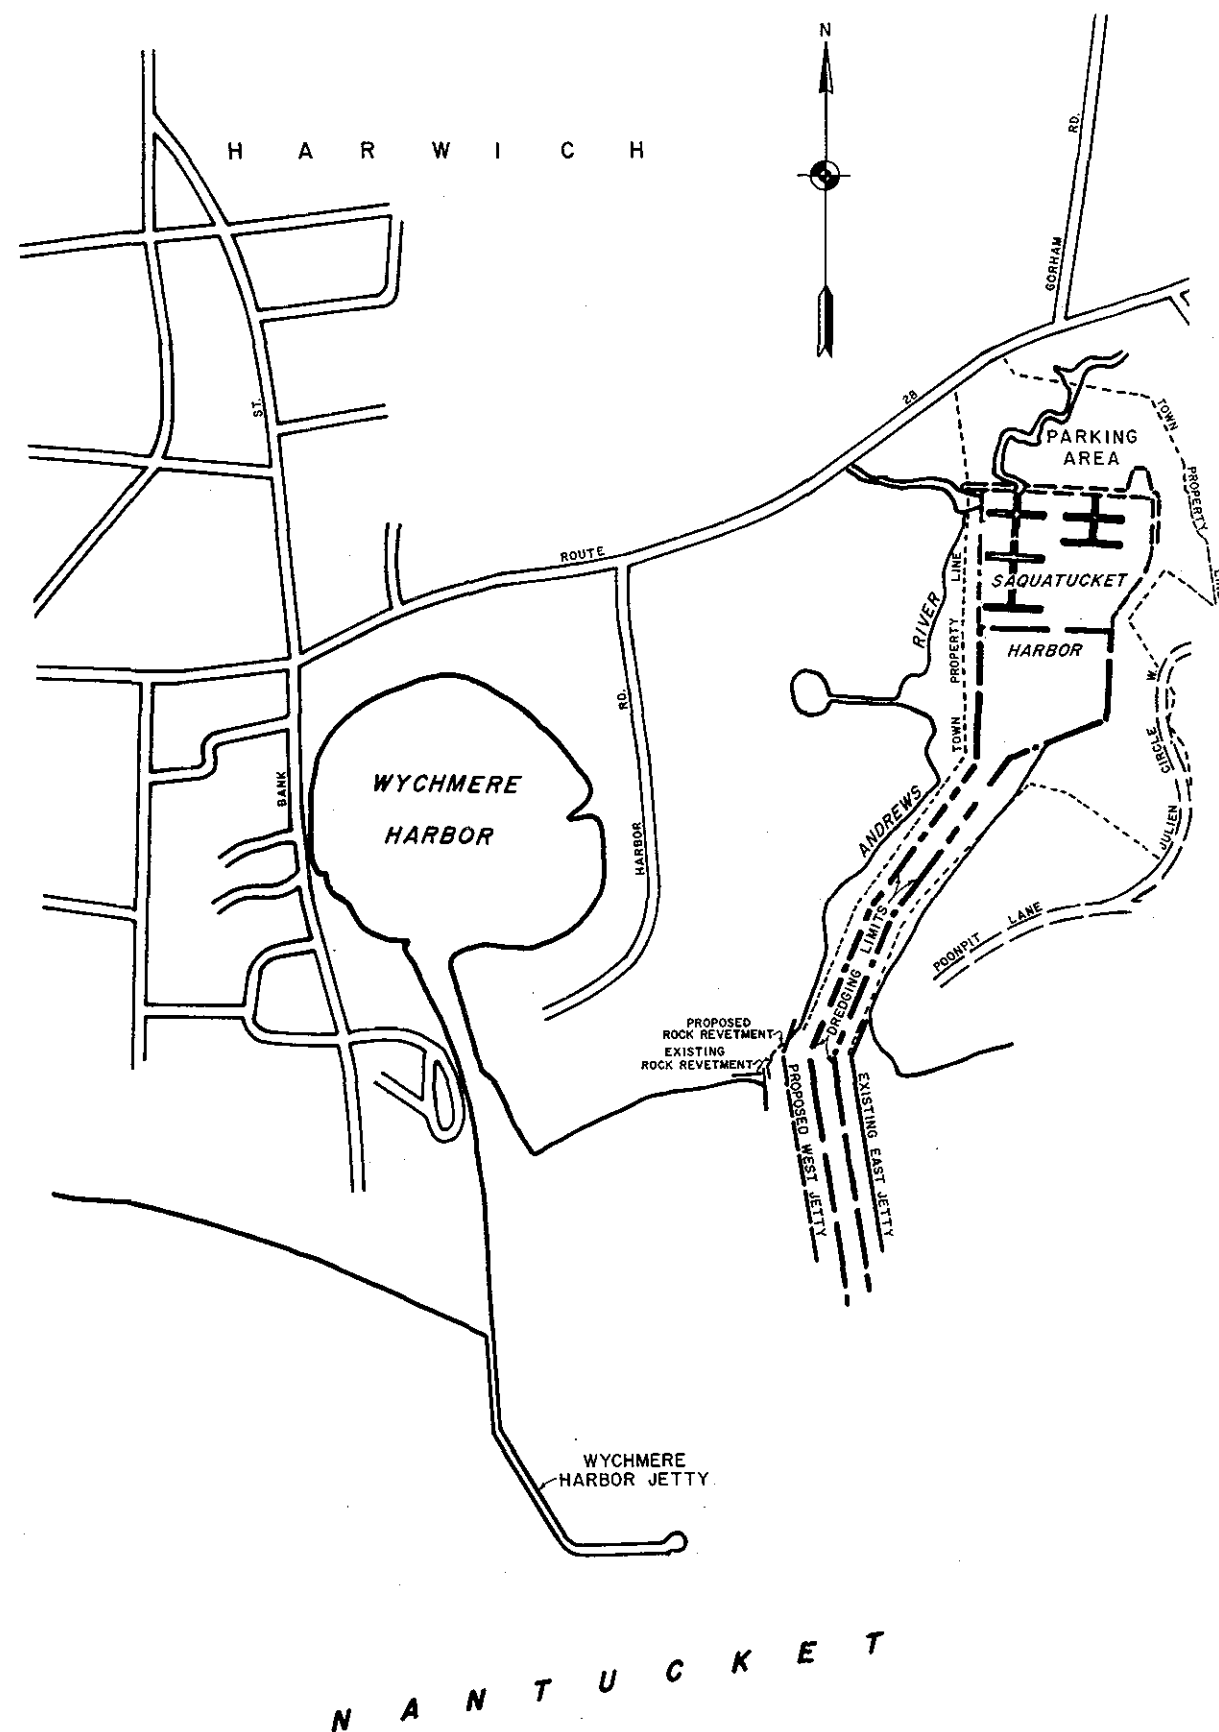 N
HARWICH
GORHAM RD.
ROUTE 28
BANK ST.
HARBOR RD.
TOWN PROPERTY LINE
PARKING
AREA
SAQUATUCKET
HARBOR
TOWN PROPERTY LINE
ANDREWS RIVER
WYCHMERE
HARBOR
JULIEN CIRCLE W.
POONPIT LANE
DREDGING LIMITS
PROPOSED
ROCK REVETMENT
EXISTING
ROCK REVETMENT
PROPOSED WEST JETTY
EXISTING EAST JETTY
WYCHMERE
HARBOR JETTY
NANTUCKET